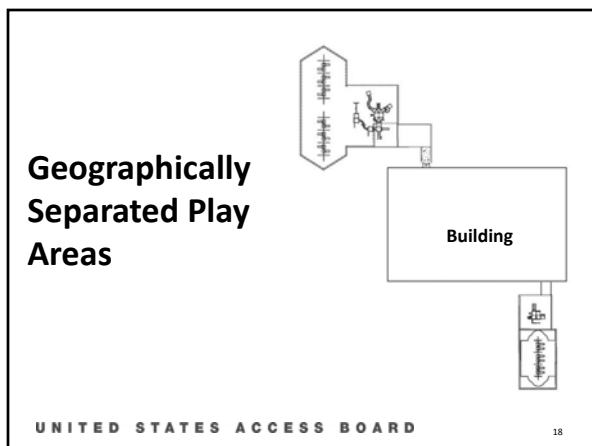 Geographically
Separated Play
Areas
Building
UNITED STATES ACCESS BOARD
18